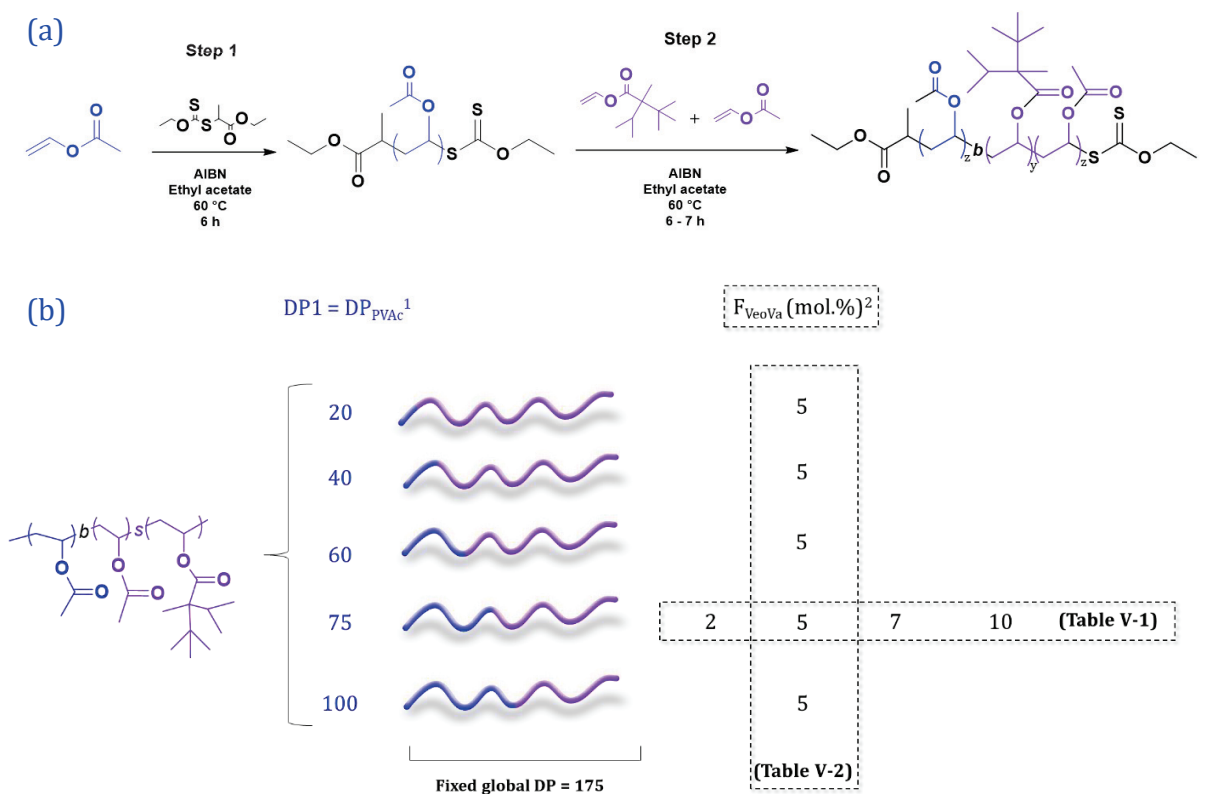 (a)
Step 1
AIBN
Ethyl acetate
60 °C
6 h
Step 2
+
AIBN
Ethyl acetate
60 °C
6 - 7 h
O
O
S
O
S
O
O
O
O
O
S
S
O
O
O
O
O
O
O
O
z
b
O
O
y
O
O
z
S
S
O
O
O
(b)
DP1 = DP_PVAc¹
F_VeoVa (mol.%)²
20
5
40
5
60
5
75
2 5 7 10 (Table V-1)
100
5
(Table V-2)
b s
O
O
O
O
O
O
Fixed global DP = 175